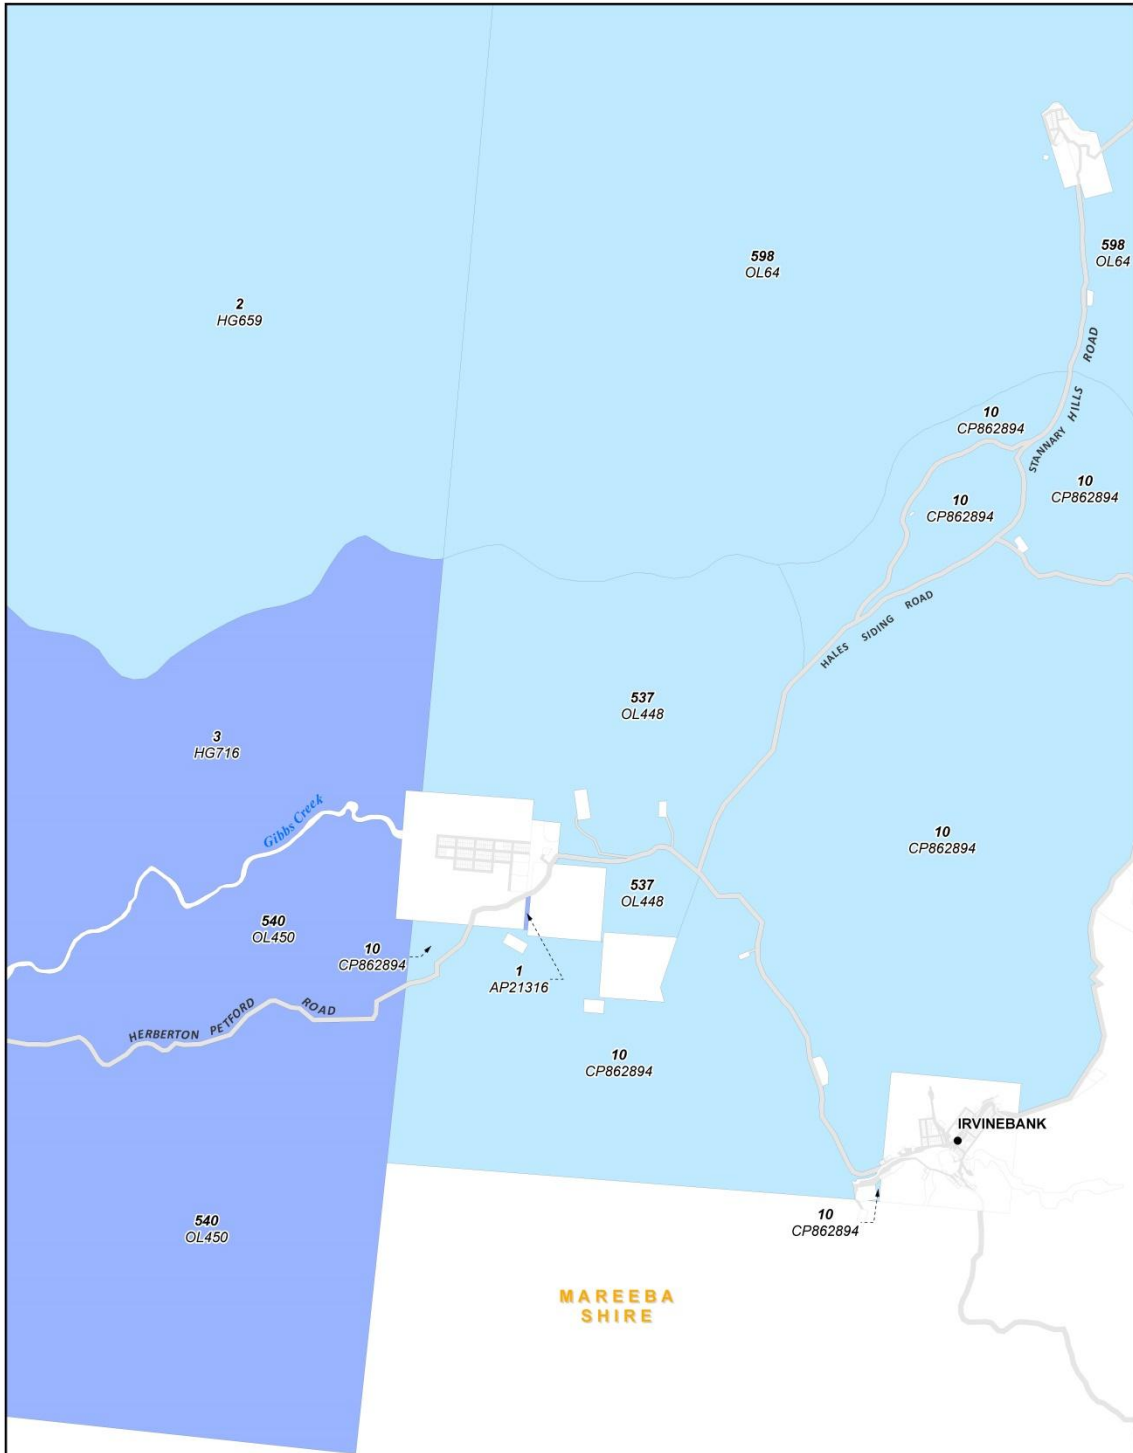 598
OL64
598
OL64
2
HG659
STANNARY HILLS ROAD
10
CP862894
10
CP862894
10
CP862894
HALES SIDING ROAD
537
OL448
3
HG716
Gibbs Creek
10
CP862894
537
OL448
540
OL450
10
CP862894
1
AP21316
HERBERTON PETFORD ROAD
10
CP862894
IRVINEBANK
540
OL450
10
CP862894
MAREEBA
SHIRE